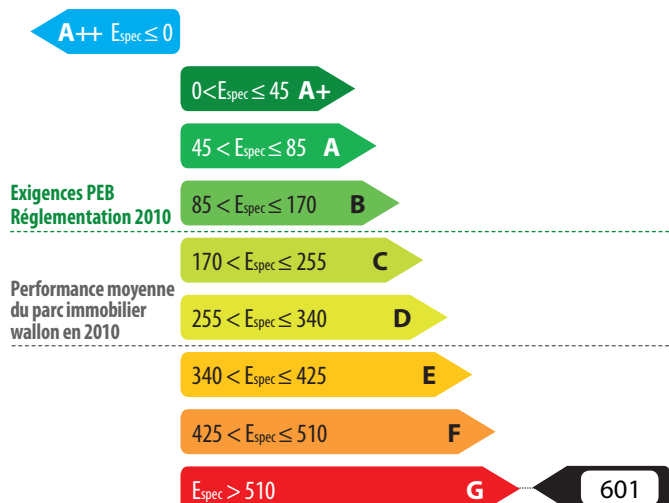 A++ Espec ≤ 0
0<Espec ≤ 45 A+
45 < Espec ≤ 85 A
Exigences PEB
Réglementation 2010
85 < Espec ≤ 170 B
170 < Espec ≤ 255 C
Performance moyenne
du parc immobilier
wallon en 2010
255 < Espec ≤ 340 D
340 < Espec ≤ 425 E
425 < Espec ≤ 510 F
Espec > 510 G 601